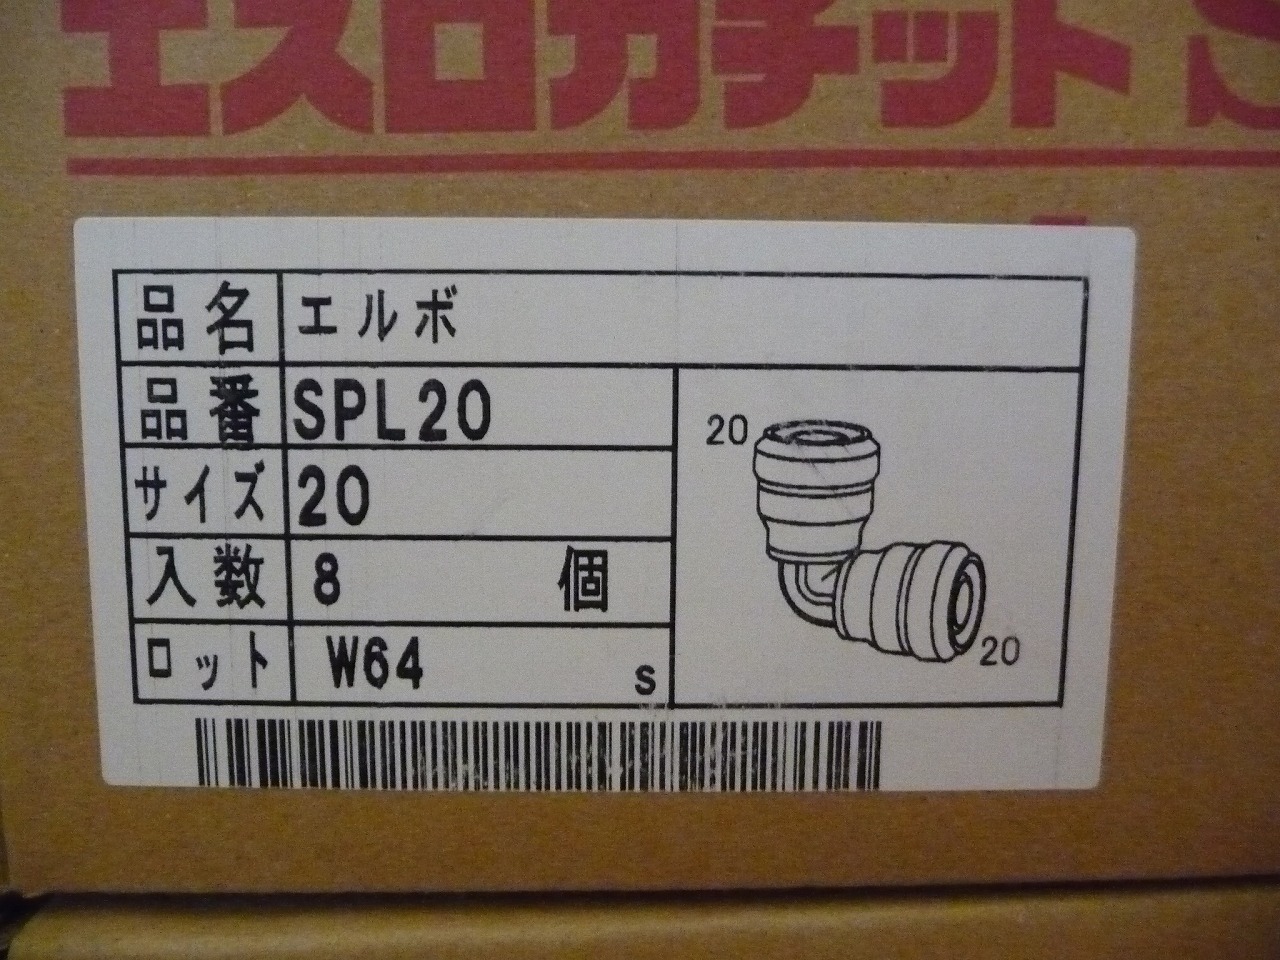 エスロカチットS
品名 エルボ
品番 SPL20
サイズ 20
入数 8 個
ロット W64 S
20
20